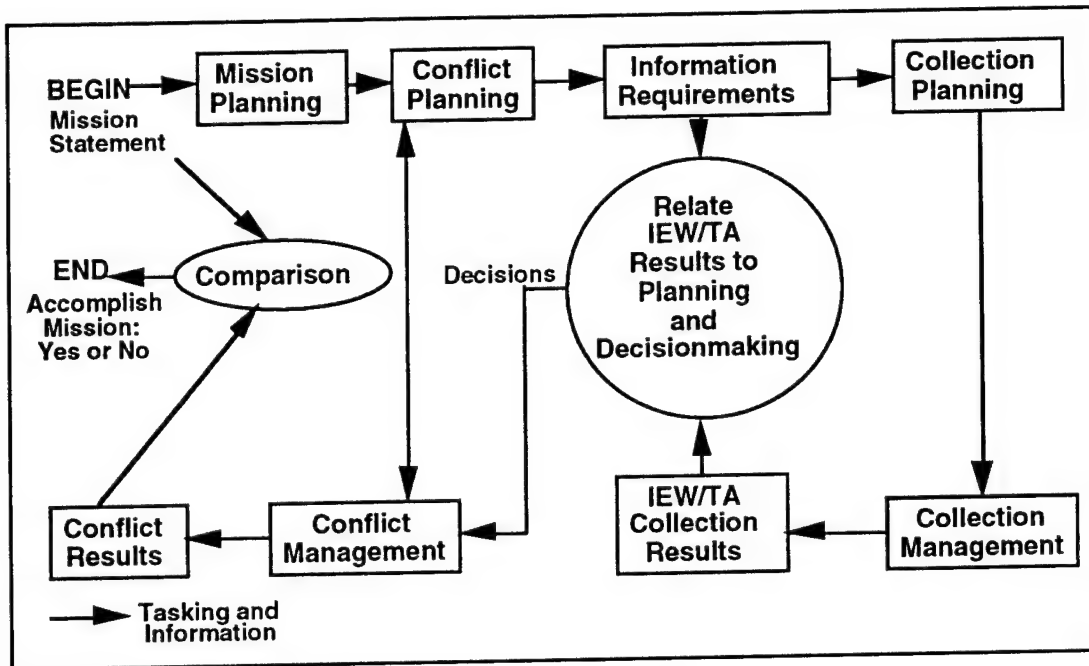 BEGIN
Mission
Statement
Mission
Planning
Conflict
Planning
Information
Requirements
Collection
Planning
Comparison
END
Accomplish
Mission:
Yes or No
Decisions
Relate
IEW/TA
Results to
Planning
and
Decisionmaking
Conflict
Results
Conflict
Management
IEW/TA
Collection
Results
Collection
Management
Tasking and
Information